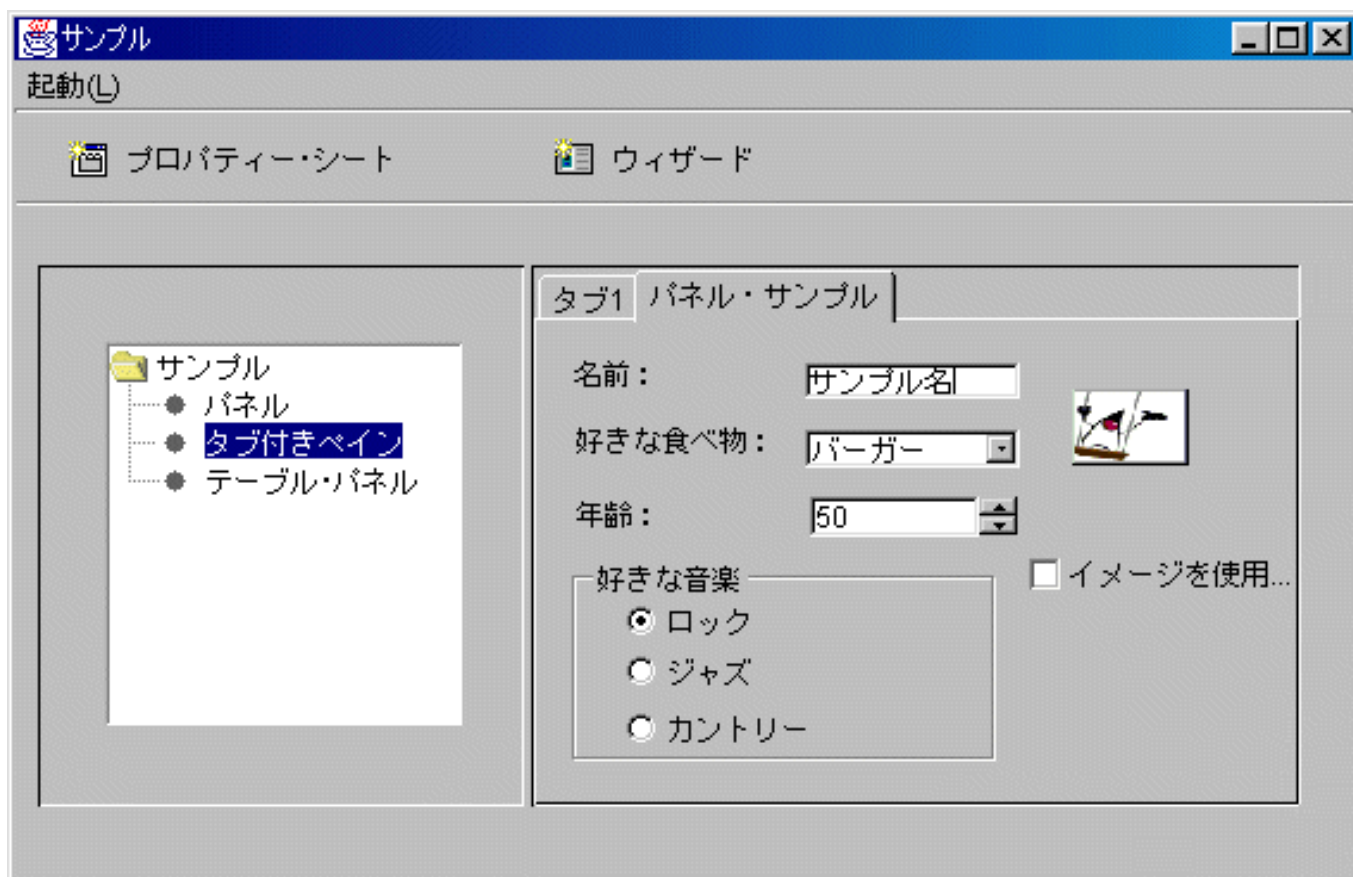 サンプル
起動(L)
プロパティー・シート ウィザード
サンプル
パネル
タブ付きペイン
テーブル・パネル
タブ1 パネル・サンプル
名前：
サンプル名
好きな食べ物：
バーガー
年齢：
50
イメージを使用...
好きな音楽
ロック
ジャズ
カントリー